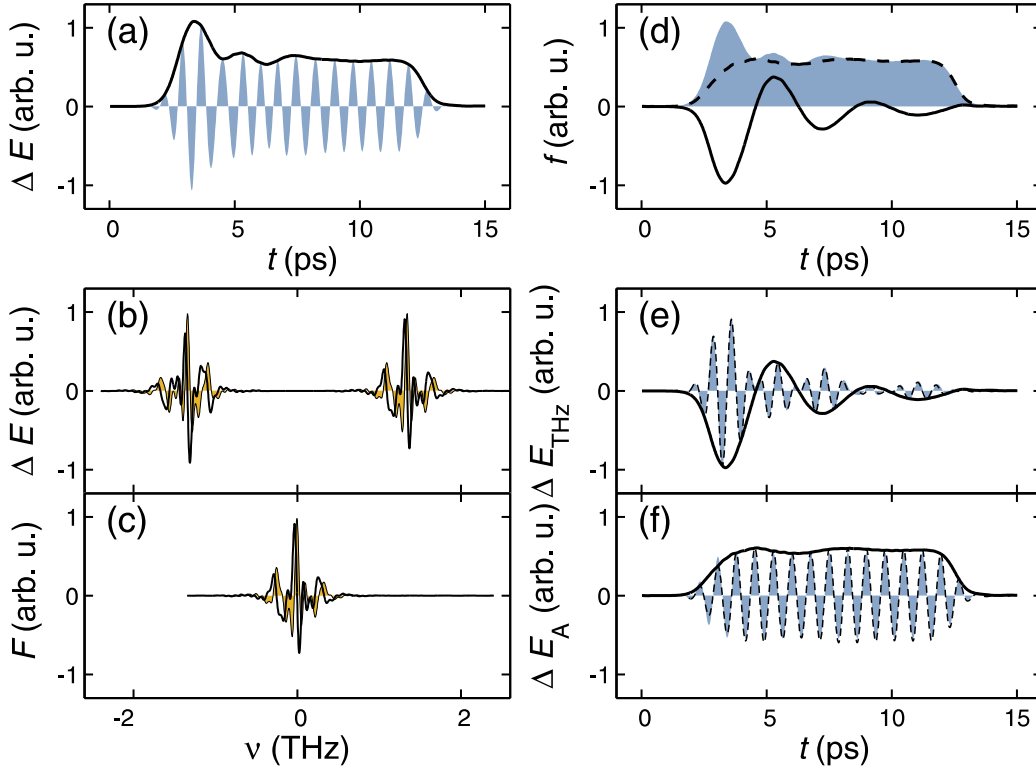 (a)
Δ E (arb. u.)
1
0
-1
0 5 10 15
t (ps)
(d)
f (arb. u.)
1
0
-1
0 5 10 15
t (ps)
(b)
Δ E (arb. u.)
1
0
-1
(c)
F (arb. u.)
1
0
-1
-2 0 2
ν (THz)
(e)
Δ E_THz (arb. u.)
1
0
-1
(f)
Δ E_A (arb. u.)
1
0
-1
0 5 10 15
t (ps)